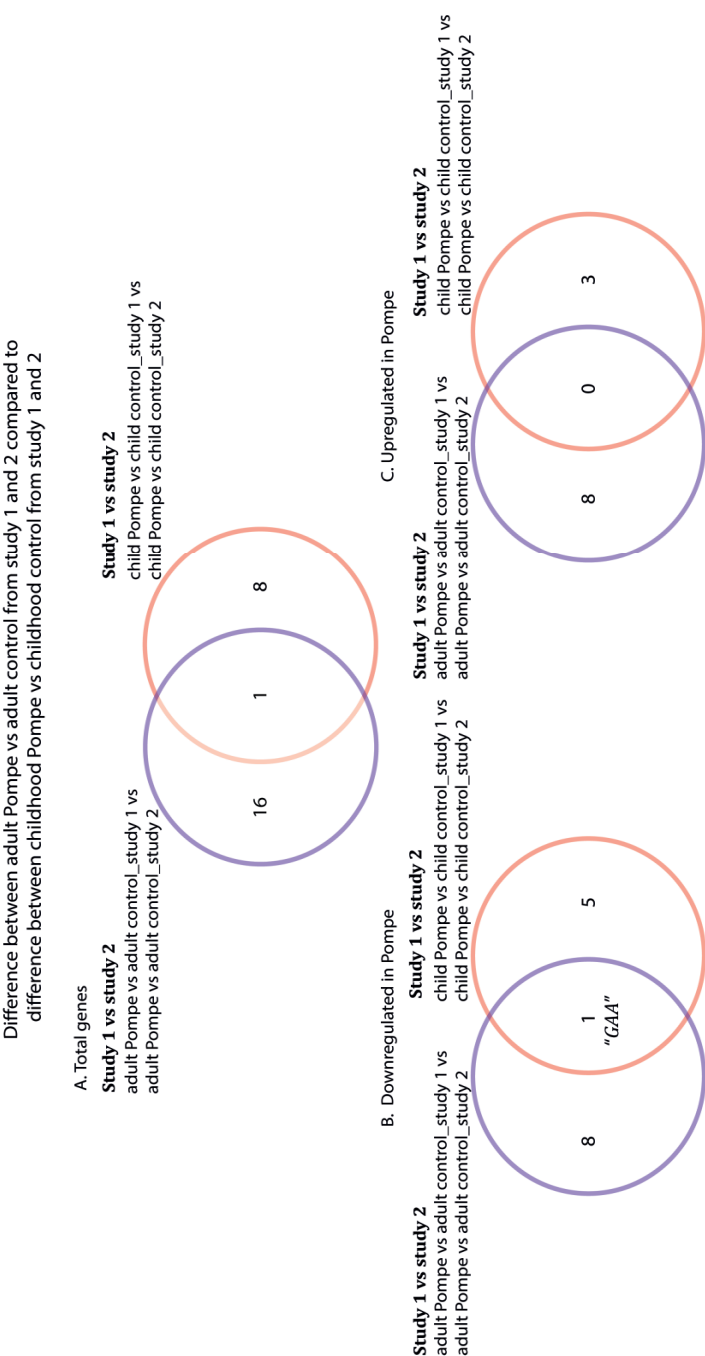 Difference between adult Pompe vs adult control from study 1 and 2 compared to
difference between childhood Pompe vs childhood control from study 1 and 2
A. Total genes
Study 1 vs study 2
adult Pompe vs adult control_study 1 vs
adult Pompe vs adult control_study 2
Study 1 vs study 2
child Pompe vs child control_study 1 vs
child Pompe vs child control_study 2
16
1
8
B. Downregulated in Pompe
Study 1 vs study 2
adult Pompe vs adult control_study 1 vs
adult Pompe vs adult control_study 2
Study 1 vs study 2
child Pompe vs child control_study 1 vs
child Pompe vs child control_study 2
8
1
"GAA"
5
C. Upregulated in Pompe
Study 1 vs study 2
adult Pompe vs adult control_study 1 vs
adult Pompe vs adult control_study 2
Study 1 vs study 2
child Pompe vs child control_study 1 vs
child Pompe vs child control_study 2
8
0
3